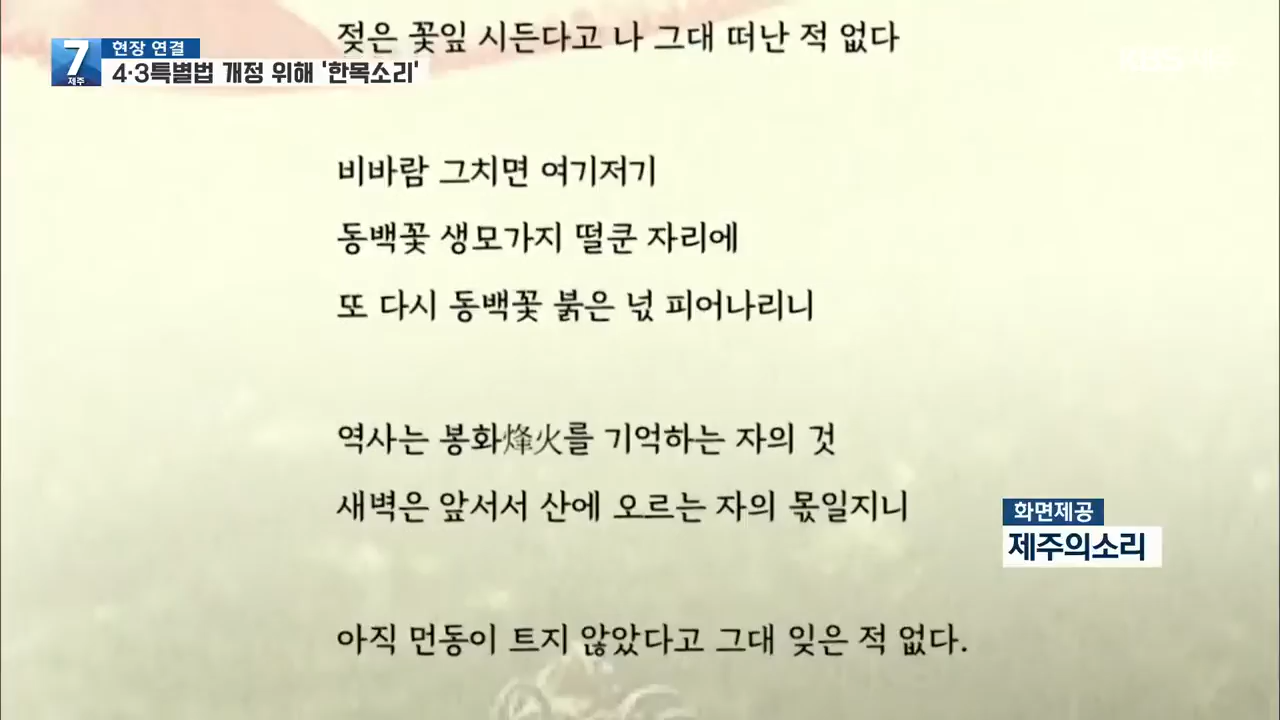 젖은 꽃잎 시든다고 나 그대 떠난 적 없다
7 제주
현장 연결
4·3특별법 개정 위해 '한목소리'
비바람 그치면 여기저기
동백꽃 생모가지 떨쿤 자리에
또 다시 동백꽃 붉은 넋 피어나리니
역사는 봉화烽火를 기억하는 자의 것
새벽은 앞서서 산에 오르는 자의 몫일지니
화면제공
제주의소리
아직 먼동이 트지 않았다고 그대 잊은 적 없다.